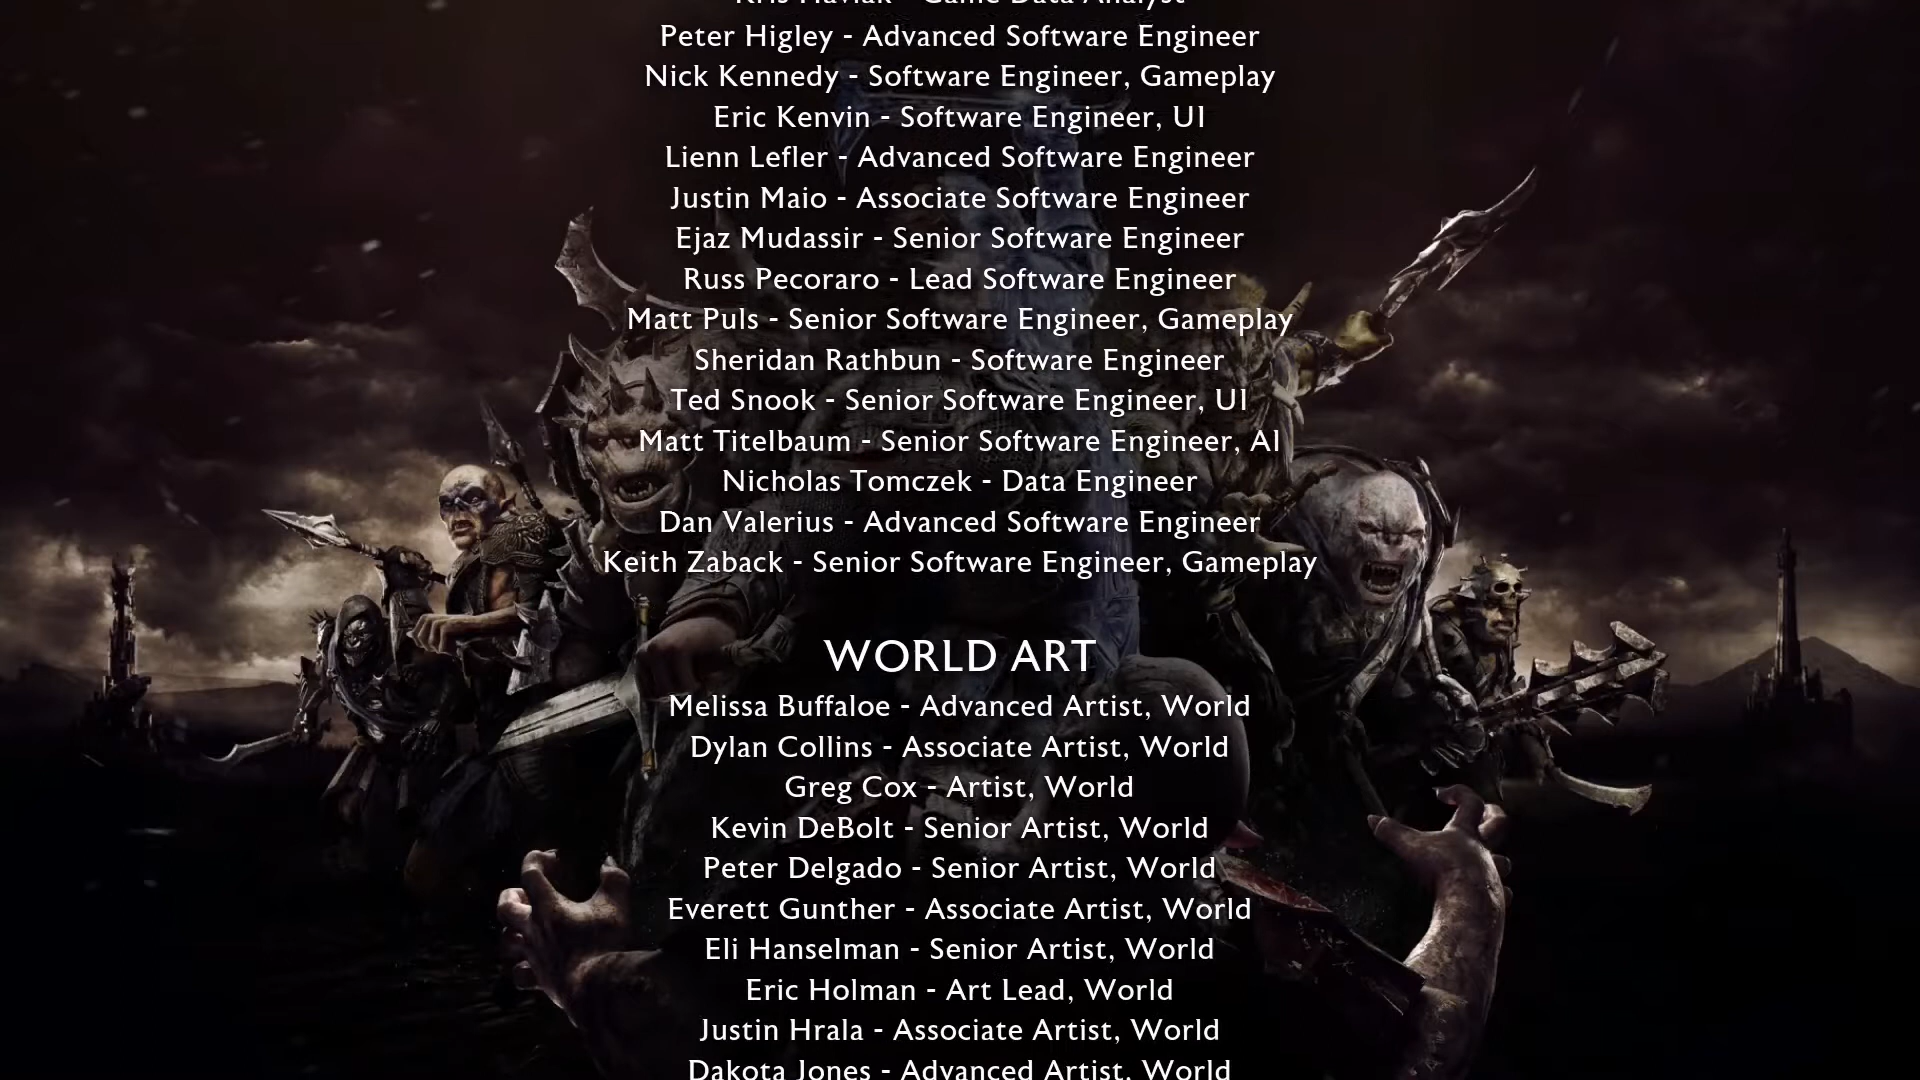 Kris Havlak - Game Data Analyst
Peter Higley - Advanced Software Engineer
Nick Kennedy - Software Engineer, Gameplay
Eric Kenvin - Software Engineer, UI
Lienn Lefler - Advanced Software Engineer
Justin Maio - Associate Software Engineer
Ejaz Mudassir - Senior Software Engineer
Russ Pecoraro - Lead Software Engineer
Matt Puls - Senior Software Engineer, Gameplay
Sheridan Rathbun - Software Engineer
Ted Snook - Senior Software Engineer, UI
Matt Titelbaum - Senior Software Engineer, AI
Nicholas Tomczek - Data Engineer
Dan Valerius - Advanced Software Engineer
Keith Zaback - Senior Software Engineer, Gameplay
WORLD ART
Melissa Buffaloe - Advanced Artist, World
Dylan Collins - Associate Artist, World
Greg Cox - Artist, World
Kevin DeBolt - Senior Artist, World
Peter Delgado - Senior Artist, World
Everett Gunther - Associate Artist, World
Eli Hanselman - Senior Artist, World
Eric Holman - Art Lead, World
Justin Hrala - Associate Artist, World
Dakota Jones - Advanced Artist, World